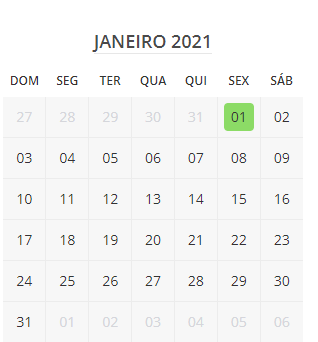 JANEIRO 2021
DOM SEG TER QUA QUI SEX SÁB
27 28 29 30 31 01 02
03 04 05 06 07 08 09
10 11 12 13 14 15 16
17 18 19 20 21 22 23
24 25 26 27 28 29 30
31 01 02 03 04 05 06